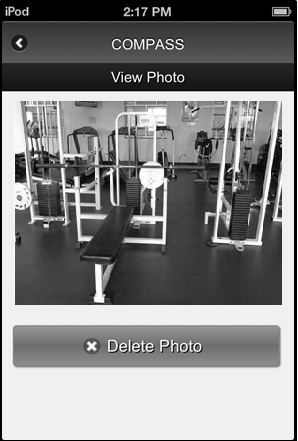 iPod 2:17 PM
COMPASS
View Photo
Delete Photo